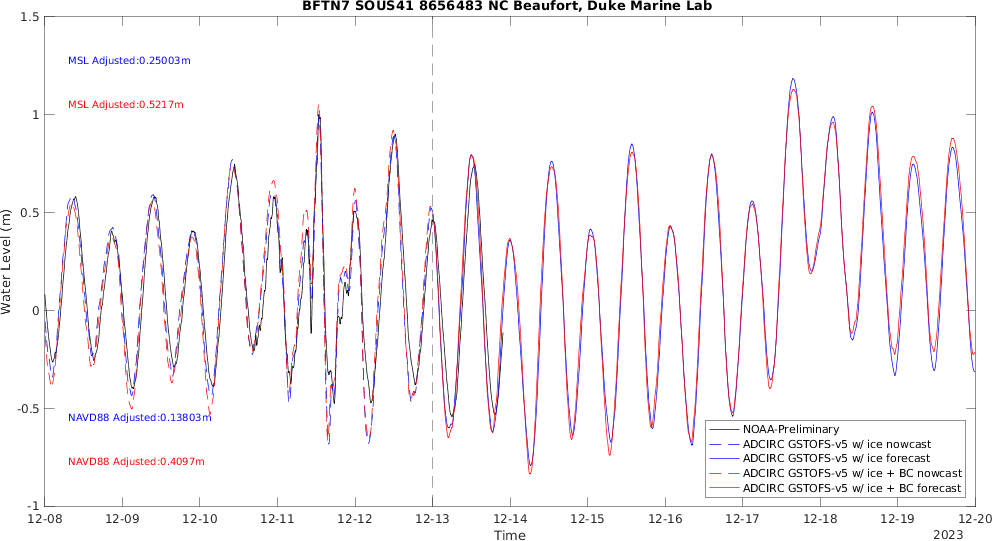 BFTN7 SOUS41 8656483 NC Beaufort, Duke Marine Lab
1.5
1
0.5
0
-0.5
-1
Water Level (m)
MSL Adjusted:0.25003m
MSL Adjusted:0.5217m
NAVD88 Adjusted:0.13803m
NAVD88 Adjusted:0.4097m
NOAA-Preliminary
ADCIRC GSTOFS-v5 w/ ice nowcast
ADCIRC GSTOFS-v5 w/ ice forecast
ADCIRC GSTOFS-v5 w/ ice + BC nowcast
ADCIRC GSTOFS-v5 w/ ice + BC forecast
12-08 12-09 12-10 12-11 12-12 12-13 12-14 12-15 12-16 12-17 12-18 12-19 12-20
Time
2023